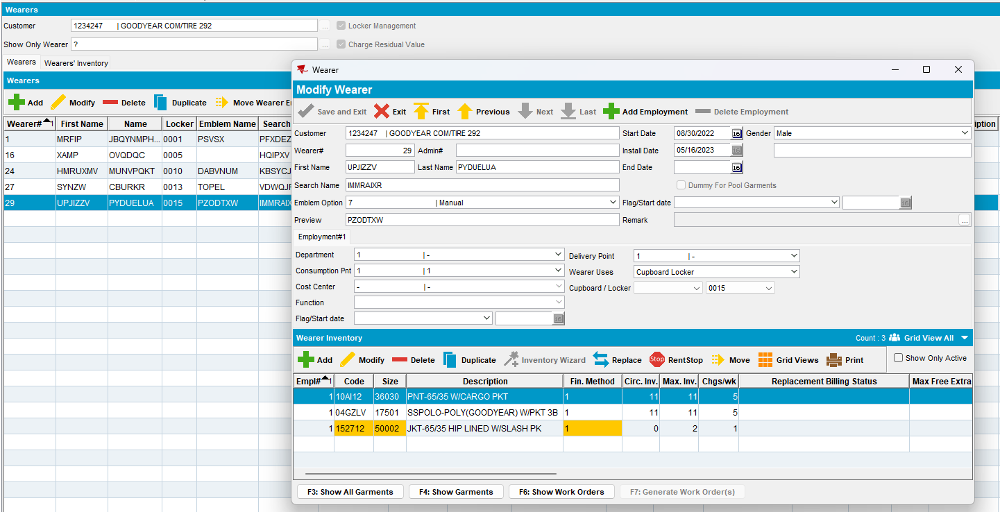 Wearers
Customer 1234247 | GOODYEAR COM/TIRE 292 ... Locker Management
Show Only Wearer ? ... Charge Residual Value
Wearers Wearers' Inventory
Wearers
Add Modify Delete Duplicate Move Wearer E
Wearer# 1 First Name Name Locker Emblem Name Search iption
1 MRFIP JBQYNMPH... 0001 PSVSX PFXDEZ
16 XAMP OVQDQC 0005 HQIPXV
24 HMRUXMV MUNVPQKT 0010 DABVNUM KBSYCJ
27 SYNZW CBURKR 0013 TOPEL VDWQJF
29 UPJIZZV PYDUELUA 0015 PZODTXW IMMRAIX
Wearer
Modify Wearer
Save and Exit Exit First Previous Next Last Add Employment Delete Employment
Customer 1234247 | GOODYEAR COM/TIRE 292 Start Date 08/30/2022 16 Gender Male
Wearer# 29 Admin# Install Date 05/16/2023 16
First Name UPJIZZV Last Name PYDUELUA End Date 16
Search Name IMMRAIXR Dummy For Pool Garments
Emblem Option 7 | Manual Flag/Start date 16
Preview PZODTXW Remark ...
Employment#1
Department 1 | - Delivery Point 1 | -
Consumption Pnt 1 | 1 Wearer Uses Cupboard Locker
Cost Center - | - Cupboard / Locker 0015
Function
Flag/Start date 16
Wearer Inventory Count : 3 Grid View All
Add Modify Delete Duplicate Inventory Wizard Replace Stop RentStop Move Grid Views Print Show Only Active
Empl# 1 Code Size Description Fin. Method Circ. Inv. Max. Inv. Chgs/wk Replacement Billing Status Max Free Extra
1 10AI12 36030 PNT-65/35 W/CARGO PKT 1 11 11 5
1 04GZLV 17501 SSPOLO-POLY(GOODYEAR) W/PKT 3B 1 11 11 5
1 152712 50002 JKT-65/35 HIP LINED W/SLASH PK 1 0 2 1
F3: Show All Garments F4: Show Garments F6: Show Work Orders F7: Generate Work Order(s)